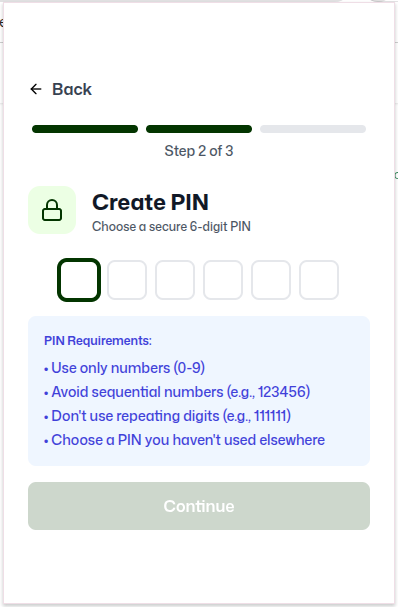 Back
Step 2 of 3
Create PIN
Choose a secure 6-digit PIN
PIN Requirements:
• Use only numbers (0-9)
• Avoid sequential numbers (e.g., 123456)
• Don't use repeating digits (e.g., 111111)
• Choose a PIN you haven't used elsewhere
Continue